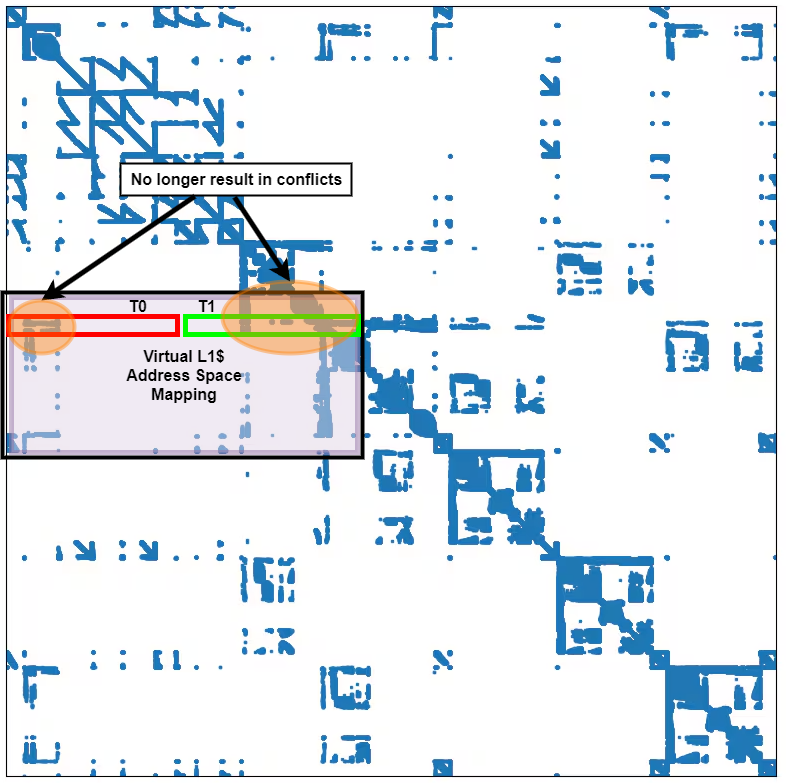 No longer result in conflicts
T0 T1
Virtual L1$
Address Space
Mapping